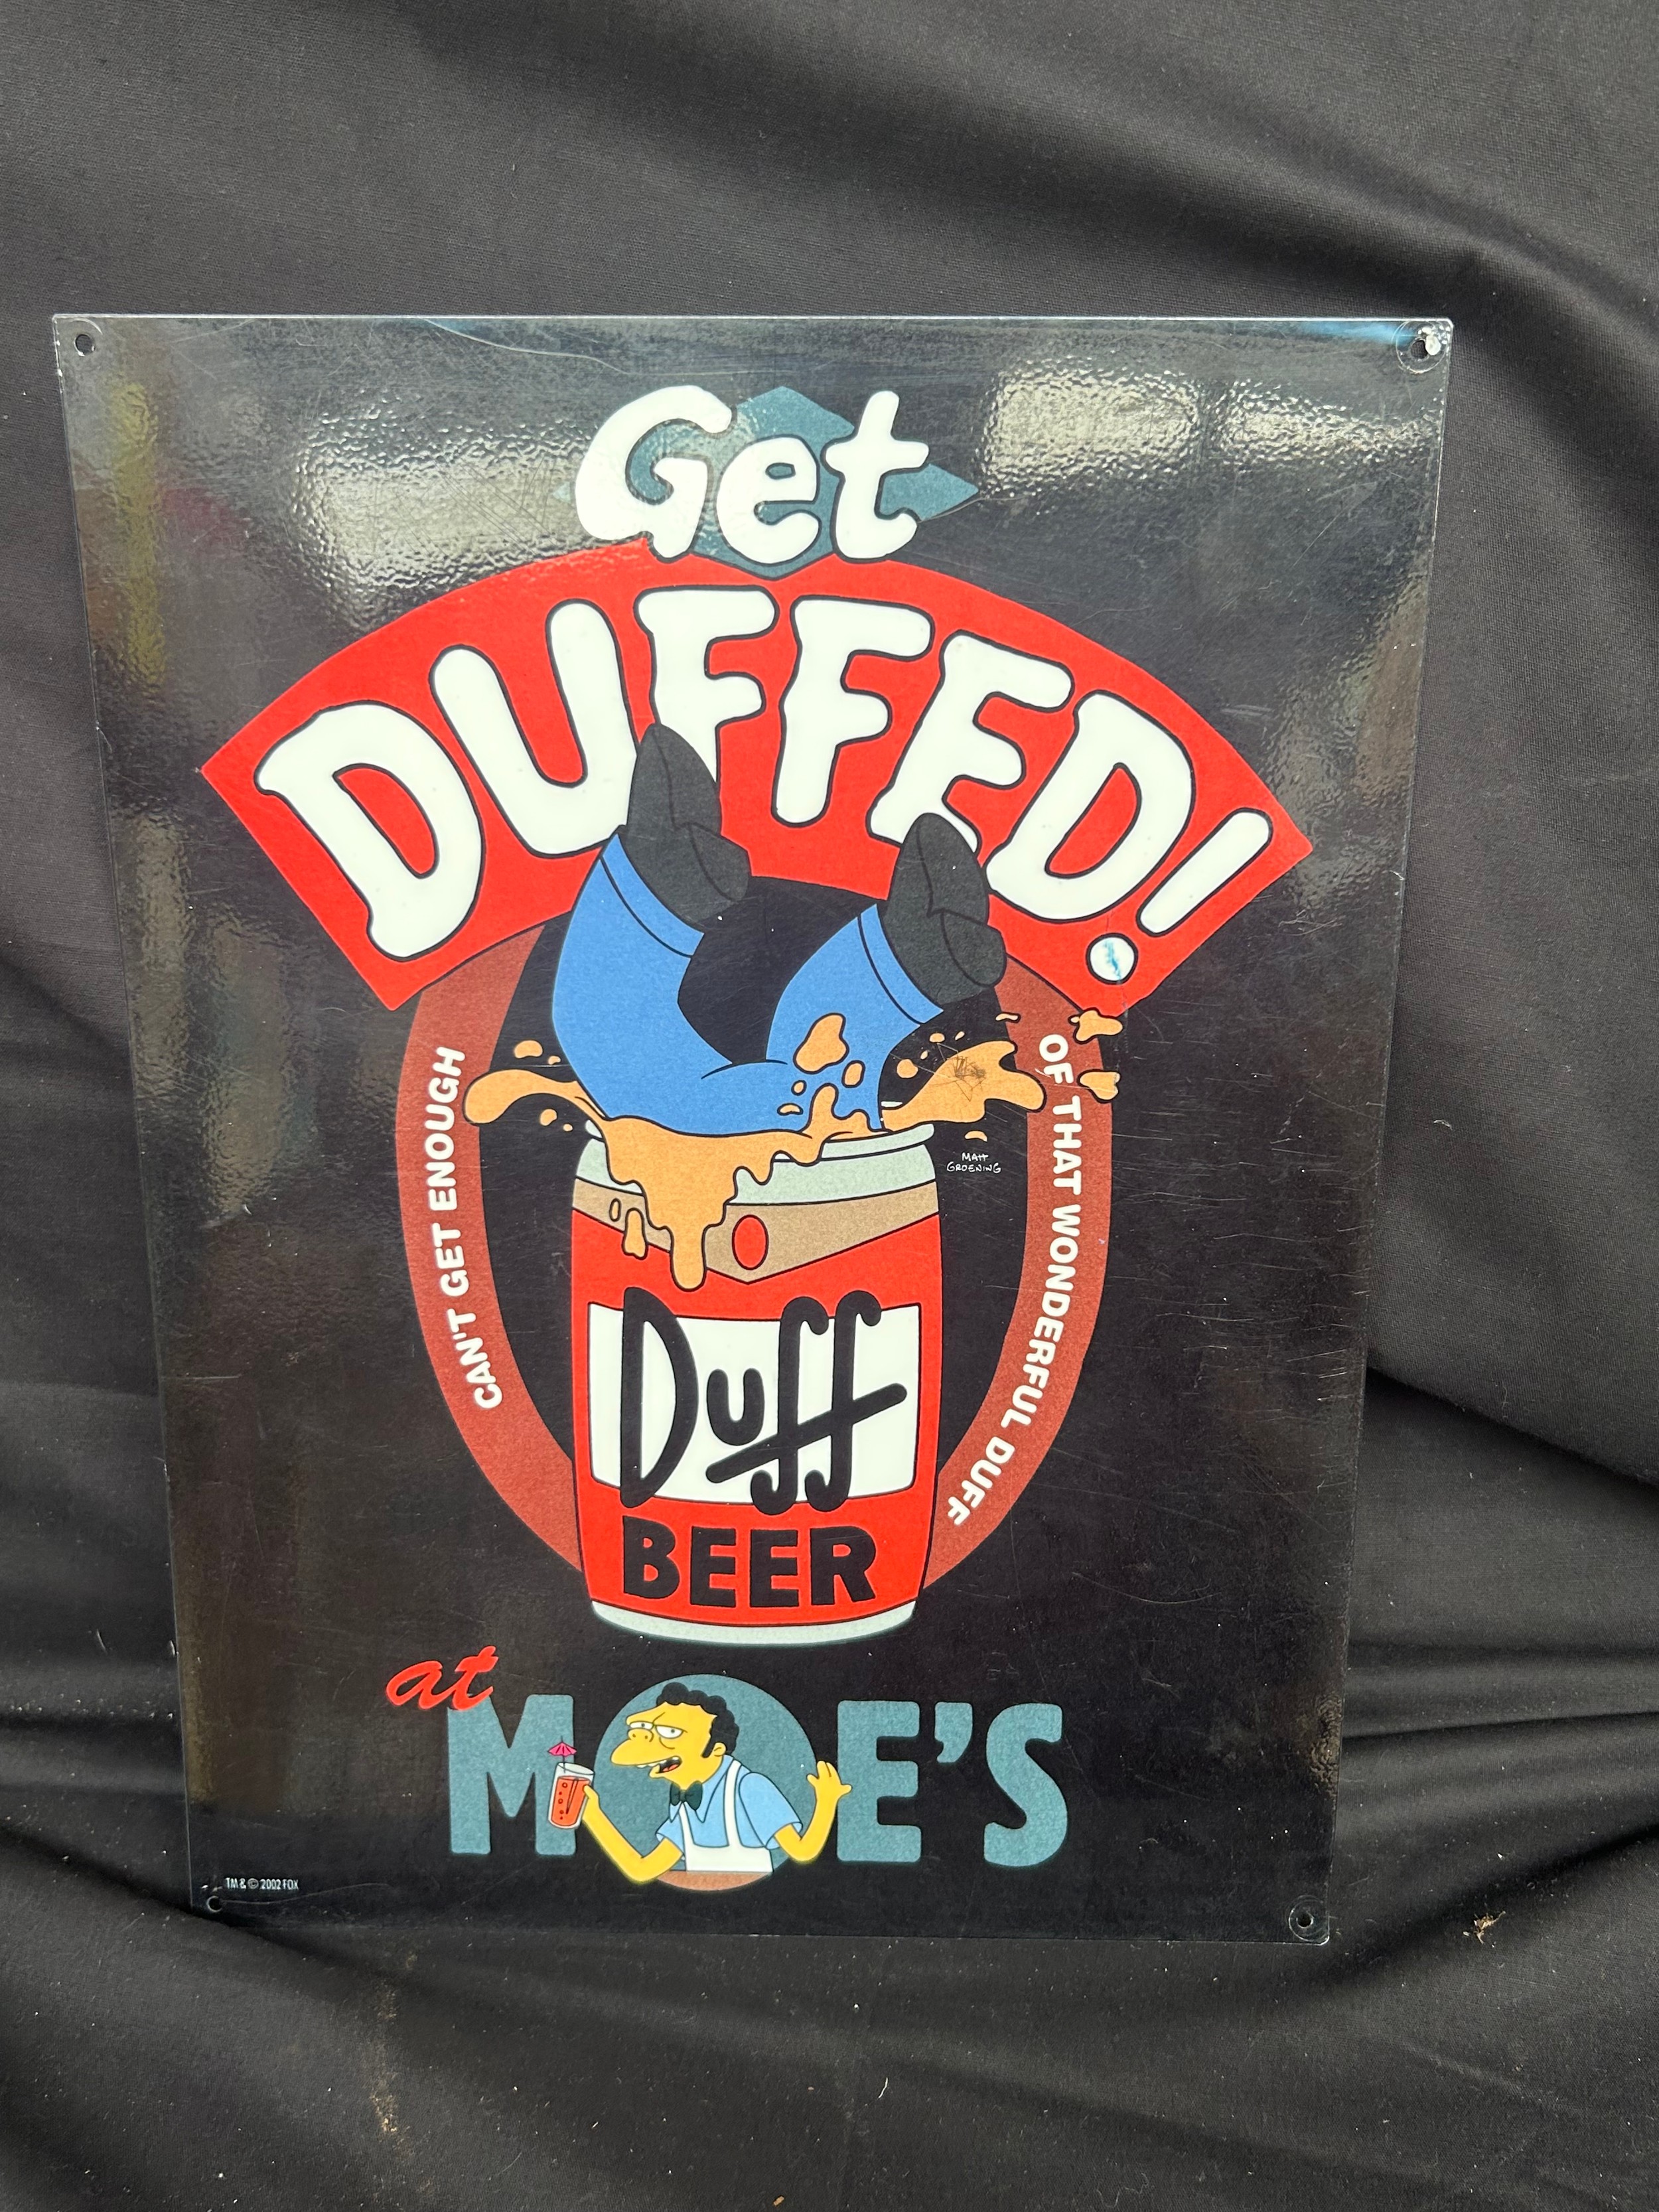 Get
DUFFED!
CAN'T GET ENOUGH
OF THAT WONDERFUL DUFF
MATT
GROENING
Duff
BEER
at
MOE'S
TM & © 2002 FOX